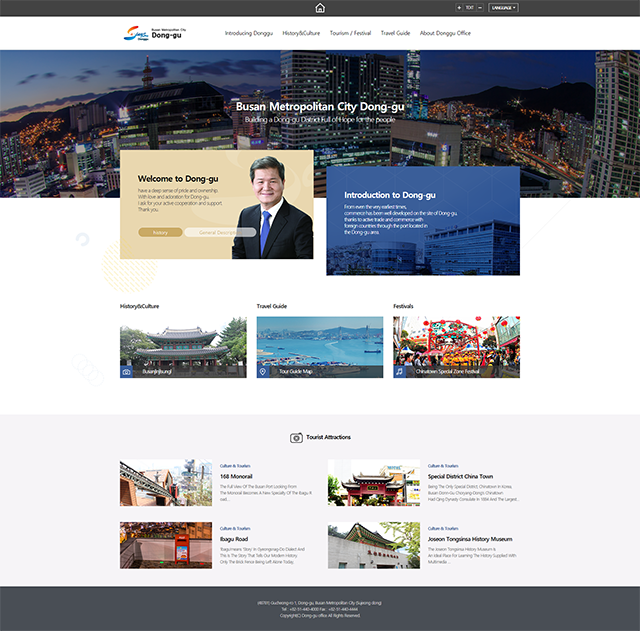 + TEXT − LANGUAGE
Busan Metropolitan City
Dong-gu
Introducing Donggu History&Culture Tourism / Festival Travel Guide About Donggu Office
Busan Metropolitan City Dong-gu
Building a Dong-gu District Full of Hope for the people
Welcome to Dong-gu
have a deep sense of pride and ownership.
With love and adoration for Dong-gu,
I ask for your active cooperation and support.
Thank you.
history General Descripti
Introduction to Dong-gu
From even the very earliest times,
commerce has been well-developed on the site of Dong-gu,
thanks to active trade and commerce with
foreign countries through the port located in
the Dong-gu area.
History&Culture Travel Guide Festivals
Busanjinjisungji Tour Guide Map Chinatown Special Zone Festival
Tourist Attractions
Culture & Tourism
168 Monorail
The Full View Of The Busan Port Looking From
The Monorail Becomes A New Specialty Of The Ibagu R
oad...
Culture & Tourism
Special District China Town
Being The Only Special District Chinatown In Korea,
Busan Dong-Gu Choryang-Dong's Chinatown
Had Qing Dynasty Consulate In 1884 And The Largest...
Culture & Tourism
Ibagu Road
'Ibagu' Means 'Story' In Gyeongsang-Do Dialect And
This Is The Story That Tells Our Modern History.
Only The Brick Fence Being Left Alone Today,
Culture & Tourism
Joseon Tongsinsa History Museum
The Joseon Tongsinsa History Museum Is
An Ideal Place For Learning The History Supplied With
Multimedia ...
(48781) Gucheong-ro 1, Dong-gu, Busan Metropolitan City (Sujeong-dong)
Tel : +82-51-440-4000 Fax : +82-51-440-4444
Copyright(C) Dong-gu office All Rights Reserved.